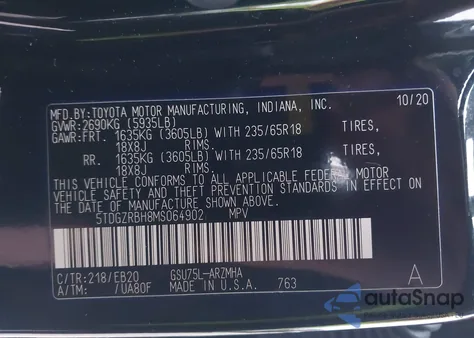 MFD.BY:TOYOTA MOTOR MANUFACTURING, INDIANA, INC. 10/20
GVWR:2690KG (5935LB)
GAWR:FRT. 1635KG (3605LB) WITH 235/65R18 TIRES,
18X8J RIMS.
RR. 1635KG (3605LB) WITH 235/65R18 TIRES,
18X8J RIMS.
THIS VEHICLE CONFORMS TO ALL APPLICABLE FEDERAL MOTOR
VEHICLE SAFETY AND THEFT PREVENTION STANDARDS IN EFFECT
ON THE DATE OF MANUFACTURE SHOWN ABOVE.
5TDGZRBH8MS064902 MPV
C/TR:218/EB20 GSU75L-ARZMHA A
A/TM: /UA80F MADE IN U.S.A. 763
autoSnap